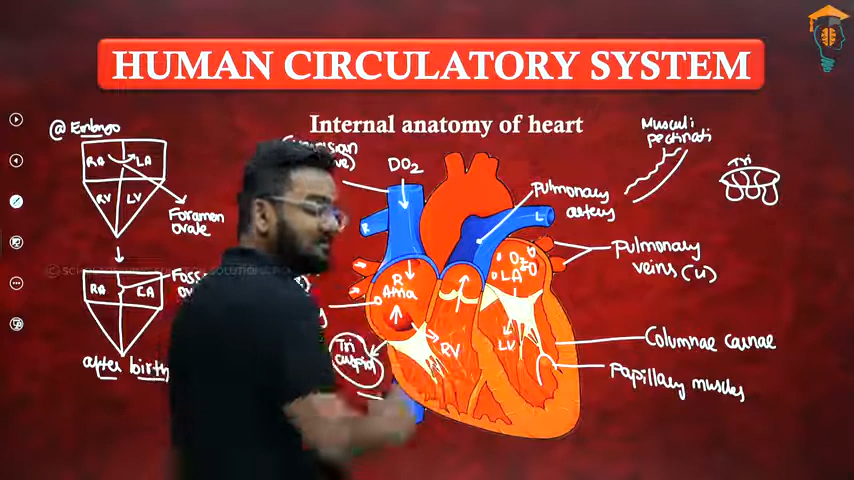 HUMAN CIRCULATORY SYSTEM
Internal anatomy of heart
@ Embryo
RA
LA
RV
LV
Foramen
ovale
RA
LA
after birth
DO2
Musculi
pectinati
Tri
Pulmonary
artery
R
L
Pulmonary
veins (4)
R
Atria
LA
Tri
cuspid
RV
LV
Columnae carnae
Papillary muscles